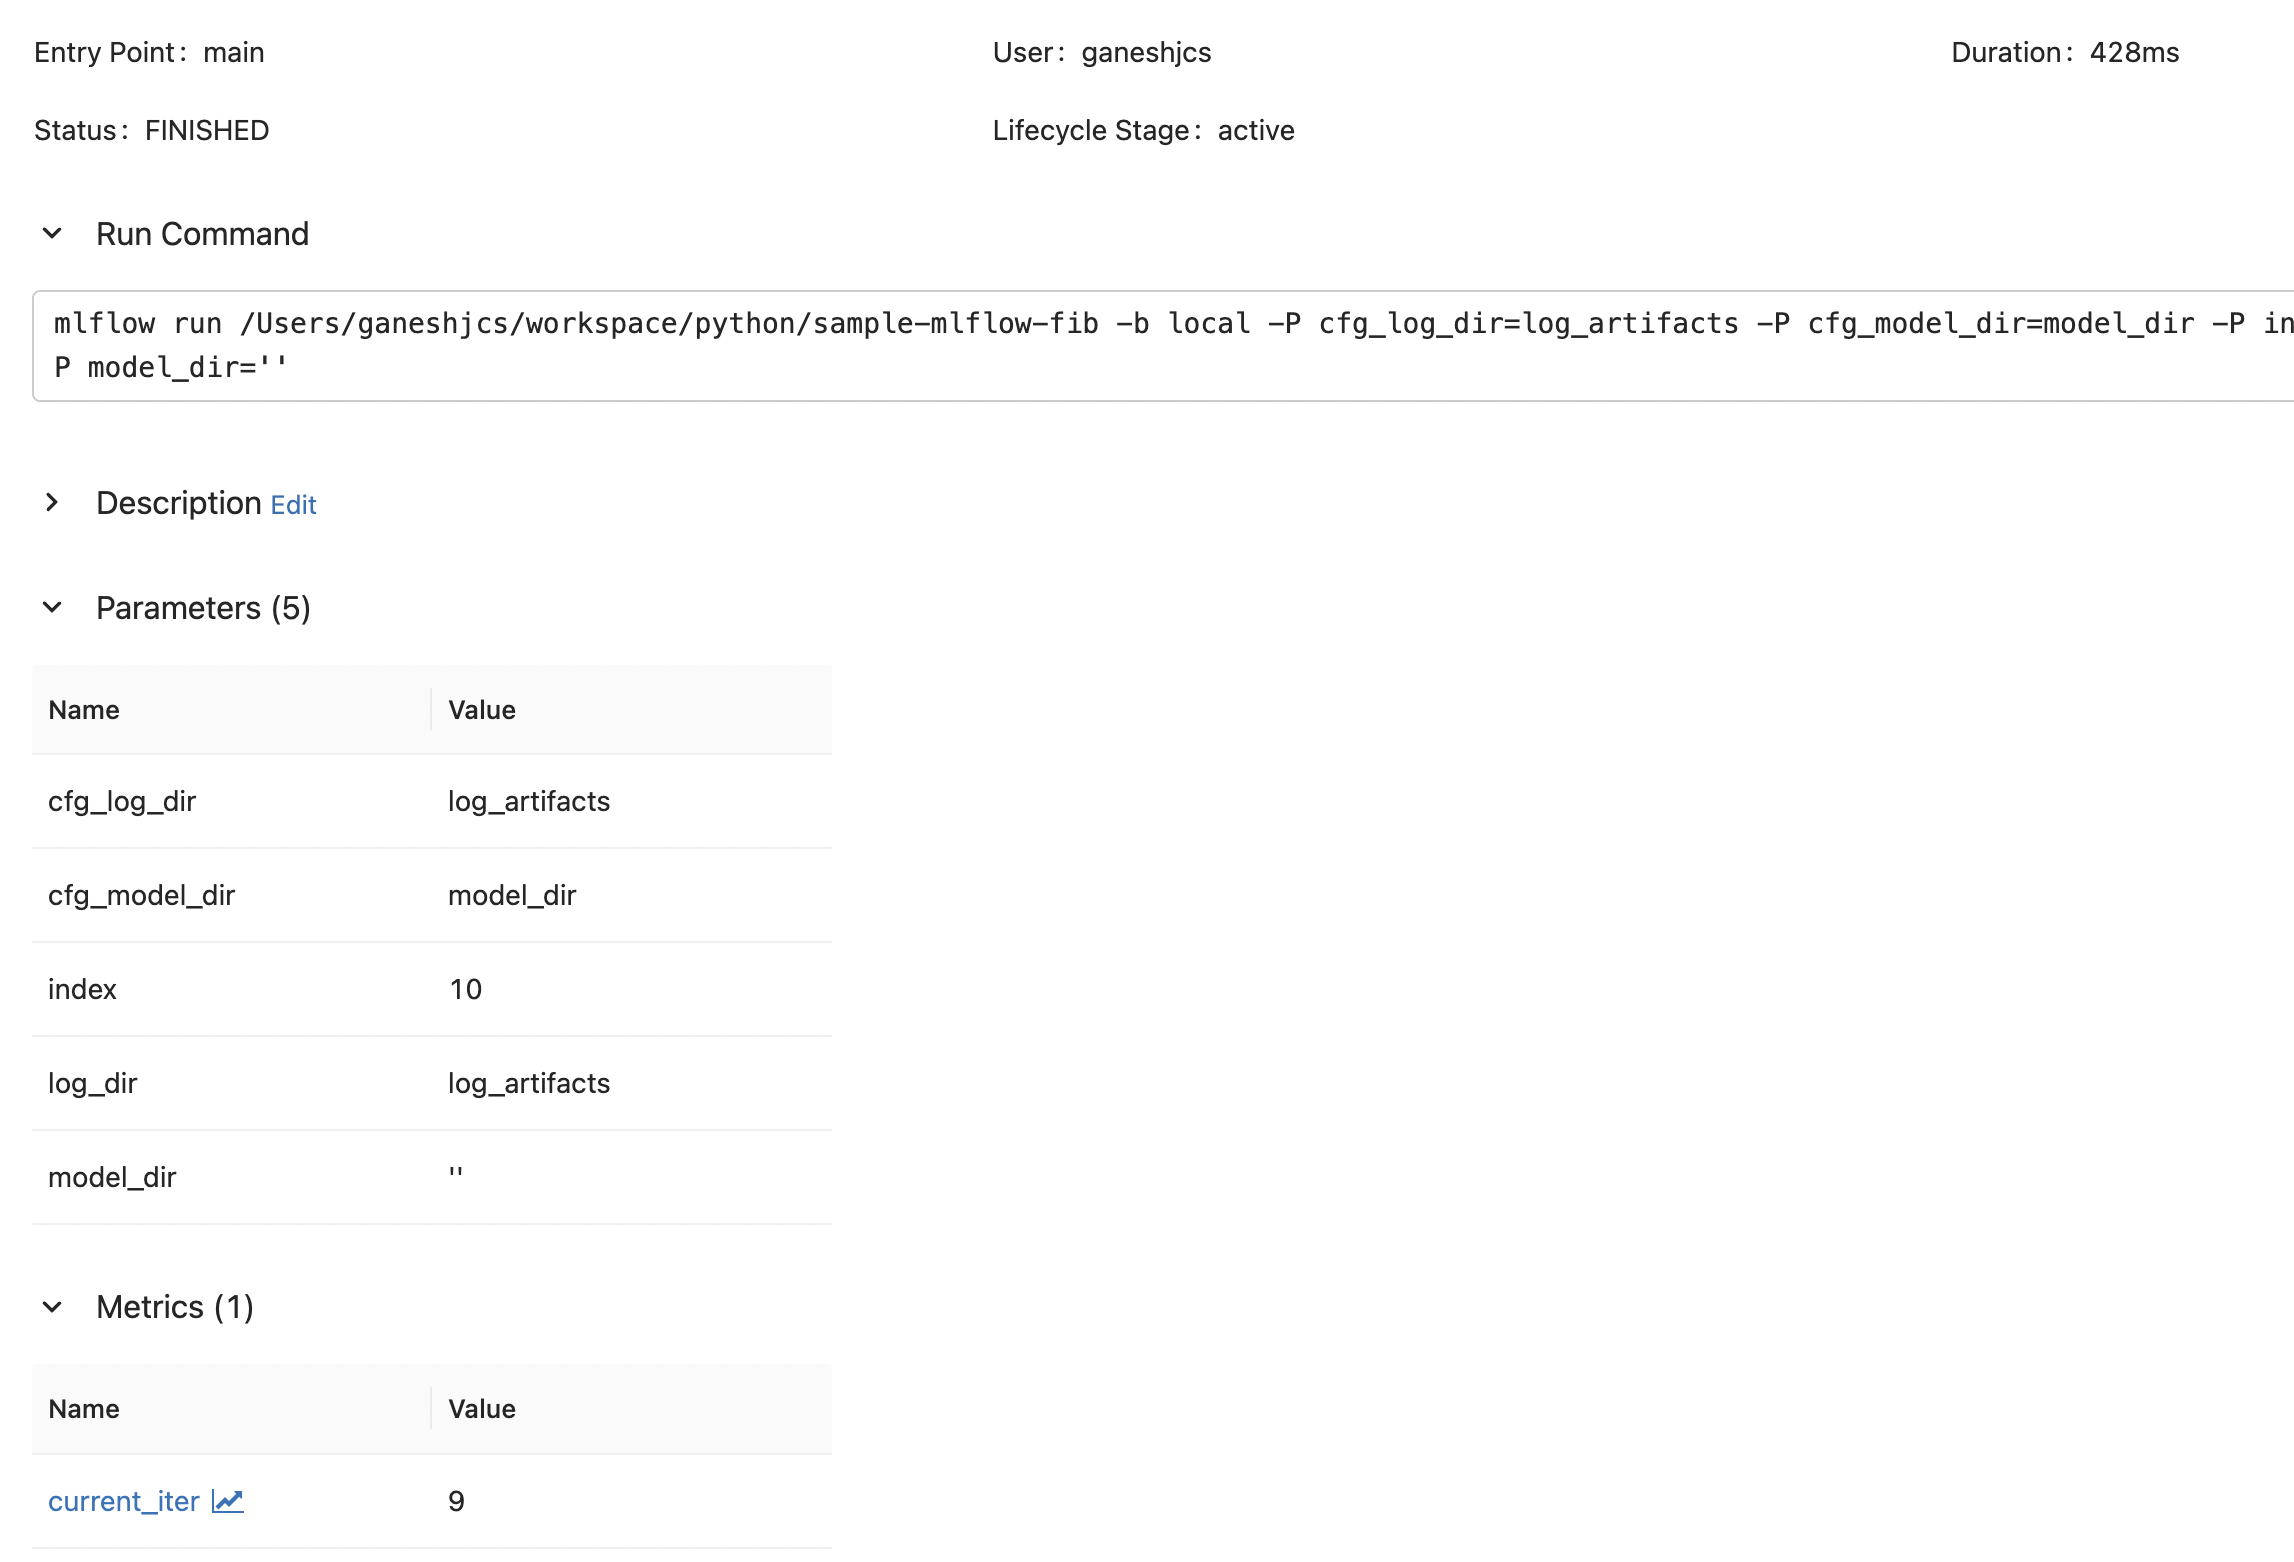 Entry Point: main User: ganeshjcs Duration: 428ms
Status: FINISHED Lifecycle Stage: active
Run Command
mlflow run /Users/ganeshjcs/workspace/python/sample-mlflow-fib -b local -P cfg_log_dir=log_artifacts -P cfg_model_dir=model_dir -P in
P model_dir=''
Description Edit
Parameters (5)
Name Value
cfg_log_dir log_artifacts
cfg_model_dir model_dir
index 10
log_dir log_artifacts
model_dir ''
Metrics (1)
Name Value
current_iter 9